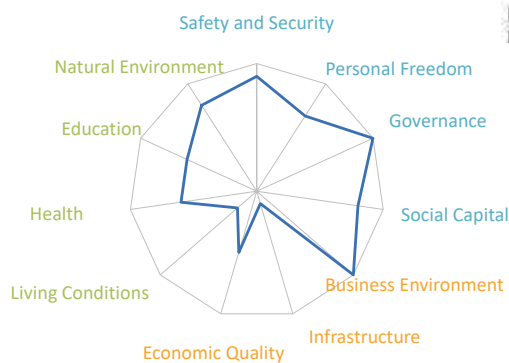 Safety and Security
Natural Environment
Personal Freedom
Education
Governance
Health
Social Capital
Living Conditions
Business Environment
Infrastructure
Economic Quality